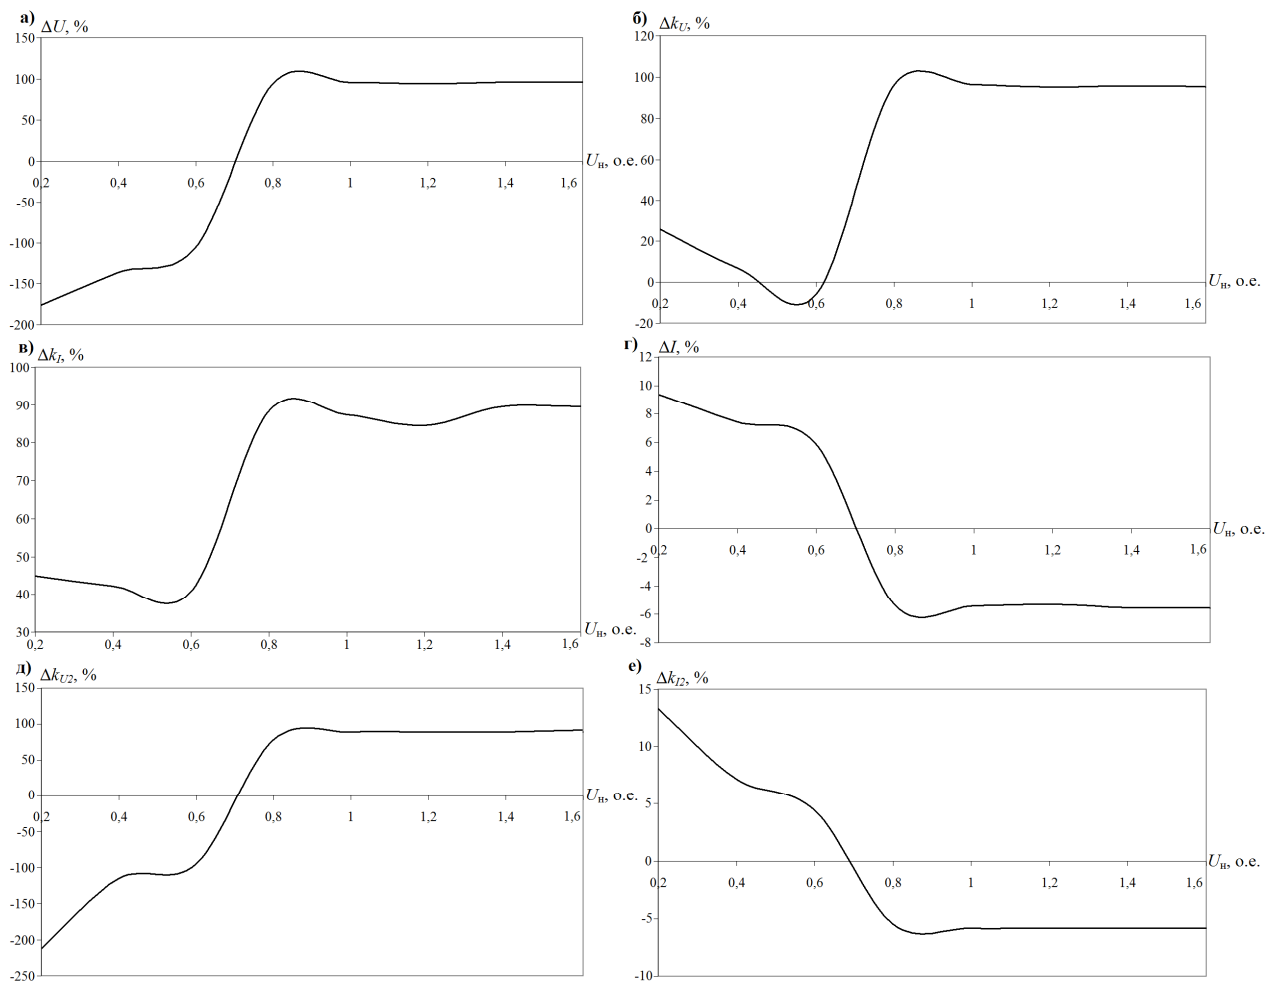 а) ΔU, %
150
100
50
0
-50
-100
-150
-200
0,2 0,4 0,6 0,8 1 1,2 1,4 1,6
Uн, о.е.
б) ΔkU, %
120
100
80
60
40
20
0
-20
0,2 0,4 0,6 0,8 1 1,2 1,4 1,6
Uн, о.е.
в) ΔkI, %
100
90
80
70
60
50
40
30
0,2 0,4 0,6 0,8 1 1,2 1,4 1,6
Uн, о.е.
г) ΔI, %
12
10
8
6
4
2
0
-2
-4
-6
-8
0,2 0,4 0,6 0,8 1 1,2 1,4 1,6
Uн, о.е.
д) ΔkU2, %
150
100
50
0
-50
-100
-150
-200
-250
0,2 0,4 0,6 0,8 1 1,2 1,4 1,6
Uн, о.е.
е) ΔkI2, %
15
10
5
0
-5
-10
0,2 0,4 0,6 0,8 1 1,2 1,4 1,6
Uн, о.е.